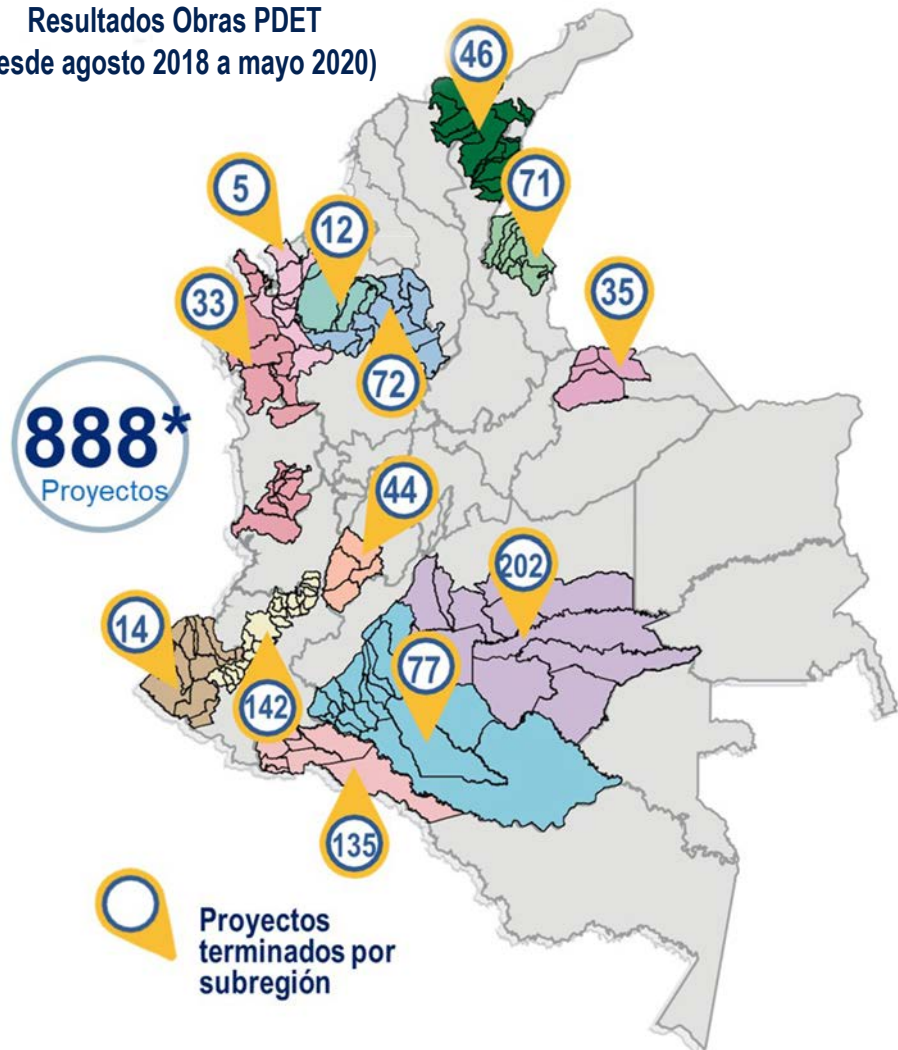 Resultados Obras PDET
esde agosto 2018 a mayo 2020)
46
71
5
12
35
33
72
888*
Proyectos
44
202
14
77
142
135
Proyectos
terminados por
subregión